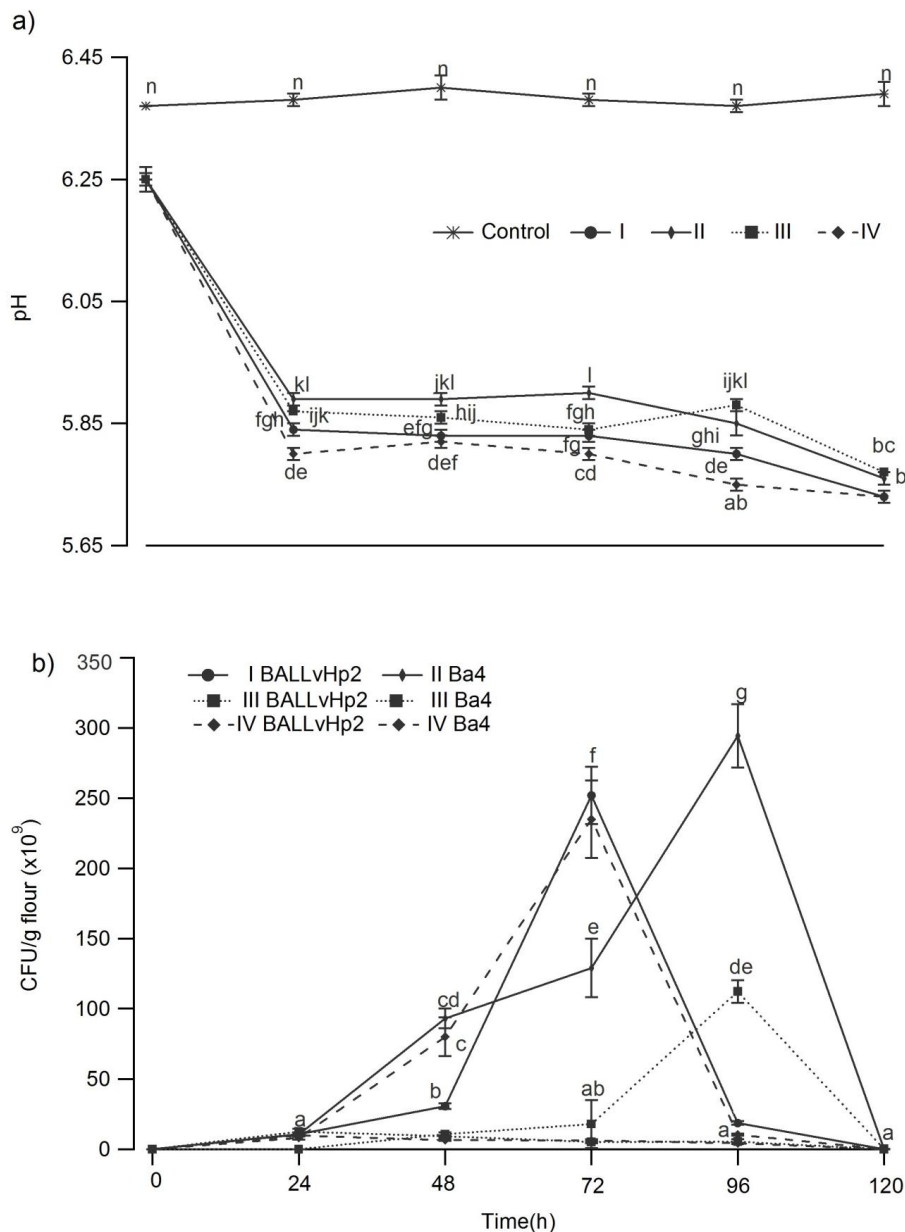 a)
6.45
n n n n n n
6.25
Control I II III IV
6.05
pH
kl jkl l ijkl
5.85
fgh ijk efg hij fgh fg ghi bc
de def cd de b
ab
5.65
b)
350
I BALLvHp2 II Ba4
III BALLvHp2 III Ba4
IV BALLvHp2 IV Ba4
g
300
f
250
200
CFU/g flour (x10⁹)
150
e
de
100
cd
c
50
b
ab
a a a
0
0 24 48 72 96 120
Time(h)